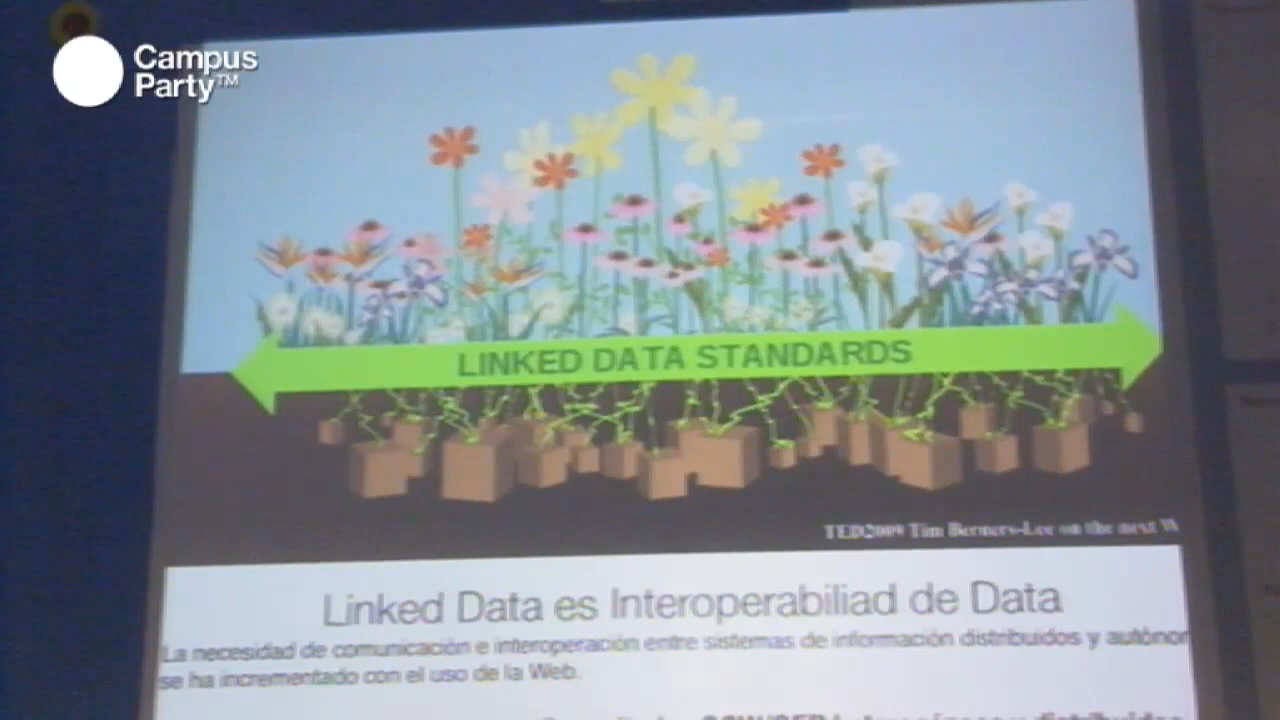 Campus
Party™
LINKED DATA STANDARDS
TED2009 Tim Berners-Lee on the next W
Linked Data es Interoperabiliad de Data
La necesidad de comunicación e interoperación entre sistemas de información distribuidos y autónom
se ha incrementado con el uso de la Web.